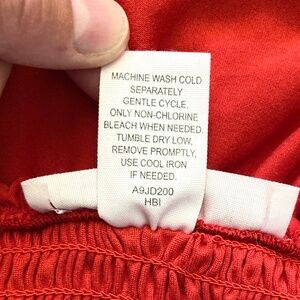 MACHINE WASH COLD
SEPARATELY
GENTLE CYCLE.
ONLY NON-CHLORINE
BLEACH WHEN NEEDED.
TUMBLE DRY LOW,
REMOVE PROMPTLY,
USE COOL IRON
IF NEEDED.
A9JD200
HBI